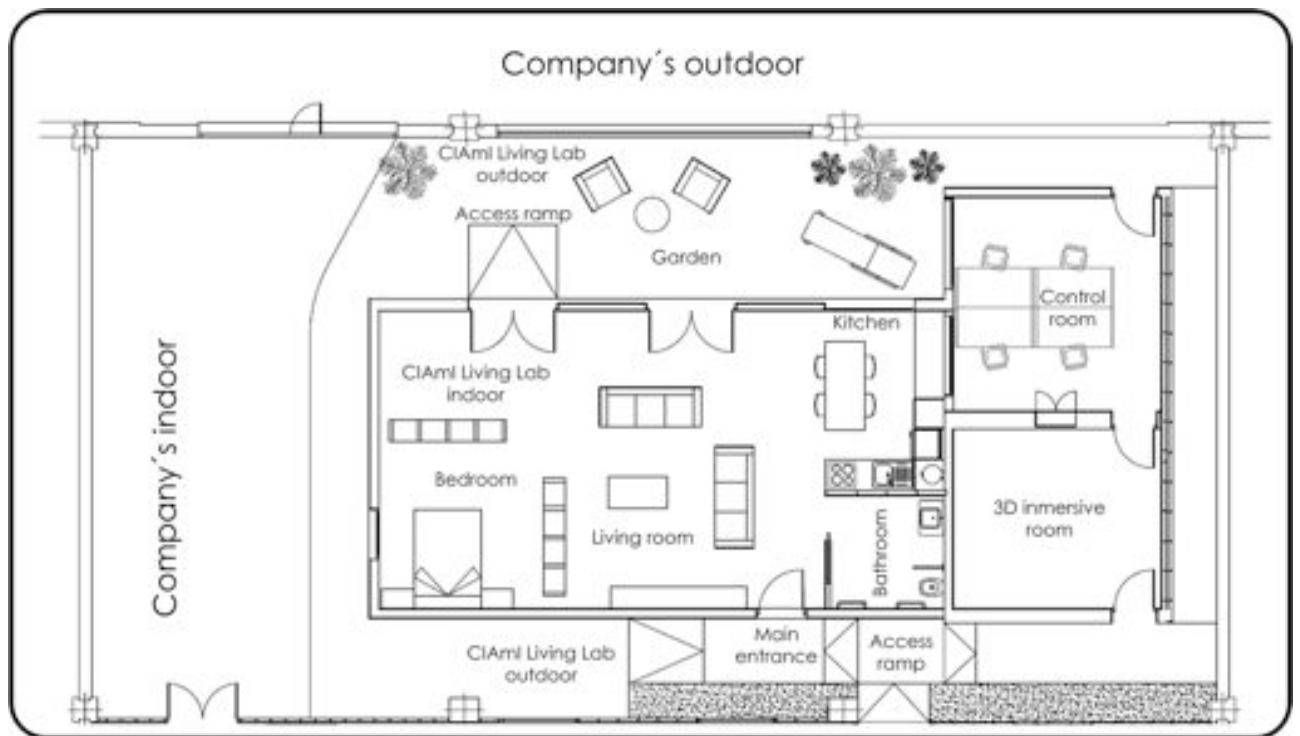 Company´s outdoor
CIAmI Living Lab
outdoor
Access ramp
Garden
Control
room
Kitchen
CIAmI Living Lab
indoor
Company´s indoor
Bedroom
Living room
Bathroom
3D inmersive
room
CIAmI Living Lab
outdoor
Main
entrance
Access
ramp